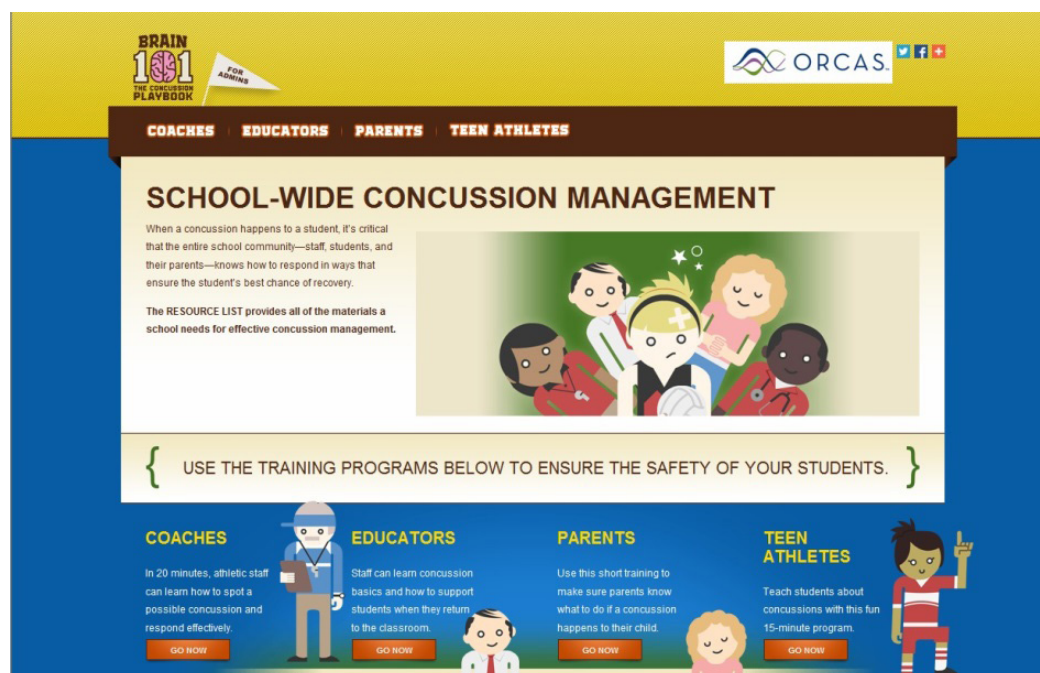 BRAIN
101
THE CONCUSSION
PLAYBOOK
FOR
ADMINS
ORCAS
COACHES
EDUCATORS
PARENTS
TEEN ATHLETES
SCHOOL-WIDE CONCUSSION MANAGEMENT
When a concussion happens to a student, it's critical
that the entire school community—staff, students, and
their parents—knows how to respond in ways that
ensure the student's best chance of recovery.
The RESOURCE LIST provides all of the materials a
school needs for effective concussion management.
{ USE THE TRAINING PROGRAMS BELOW TO ENSURE THE SAFETY OF YOUR STUDENTS. }
COACHES
In 20 minutes, athletic staff
can learn how to spot a
possible concussion and
respond effectively.
GO NOW
EDUCATORS
Staff can learn concussion
basics and how to support
students when they return
to the classroom.
GO NOW
PARENTS
Use this short training to
make sure parents know
what to do if a concussion
happens to their child.
GO NOW
TEEN
ATHLETES
Teach students about
concussions with this fun
15-minute program.
GO NOW